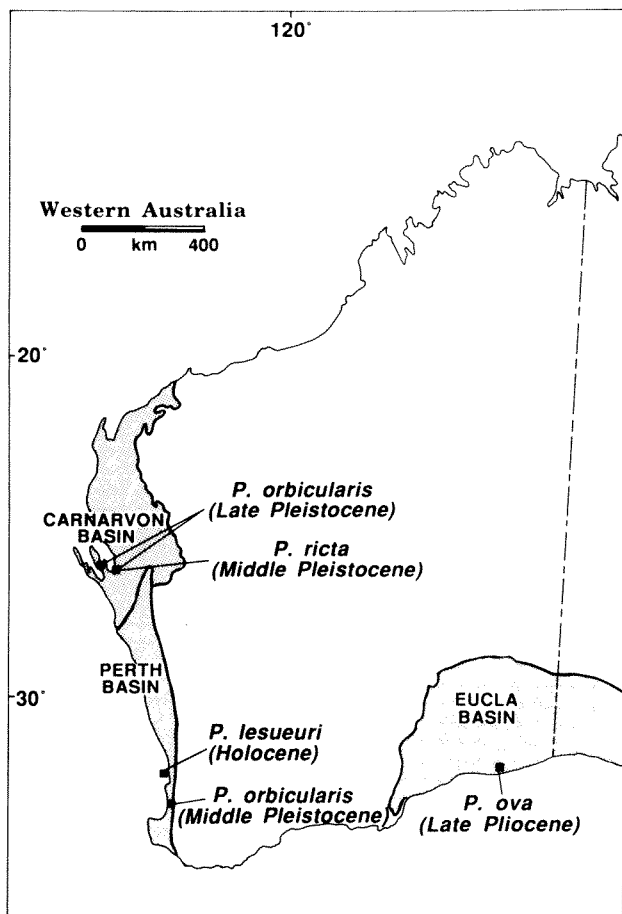 120°
Western Australia
0 km 400
20°
P. orbicularis
(Late Pleistocene)
CARNARVON
BASIN
P. ricta
(Middle Pleistocene)
PERTH
BASIN
30°
EUCLA
BASIN
P. lesueuri
(Holocene)
P. orbicularis
(Middle Pleistocene)
P. ova
(Late Pliocene)